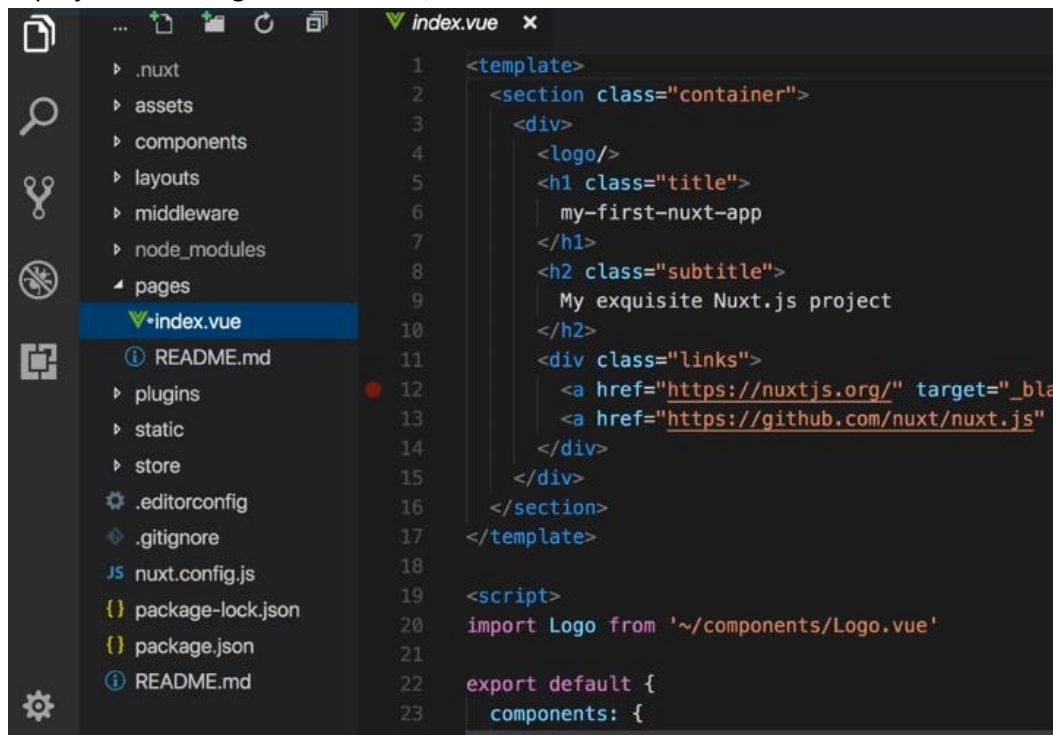 ...
.nuxt
assets
components
layouts
middleware
node_modules
pages
index.vue
README.md
plugins
static
store
.editorconfig
.gitignore
JS nuxt.config.js
{} package-lock.json
{} package.json
README.md
index.vue ×
1 <template>
2 <section class="container">
3 <div>
4 <logo/>
5 <h1 class="title">
6 my-first-nuxt-app
7 </h1>
8 <h2 class="subtitle">
9 My exquisite Nuxt.js project
10 </h2>
11 <div class="links">
12 <a href="https://nuxtjs.org/" target="_bla
13 <a href="https://github.com/nuxt/nuxt.js"
14 </div>
15 </div>
16 </section>
17 </template>
18
19 <script>
20 import Logo from '~/components/Logo.vue'
21
22 export default {
23 components: {